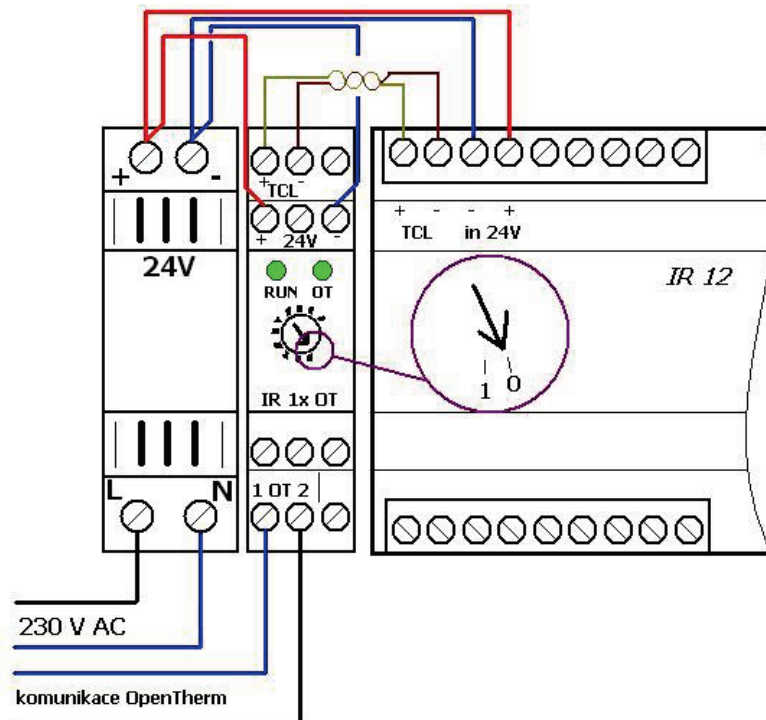 + -
24V
L N
230 V AC
komunikace OpenTherm
+ -
TCL
+ 24V -
RUN OT
IR 1x OT
1 OT 2
+ - - +
TCL in 24V
IR 12
1 0